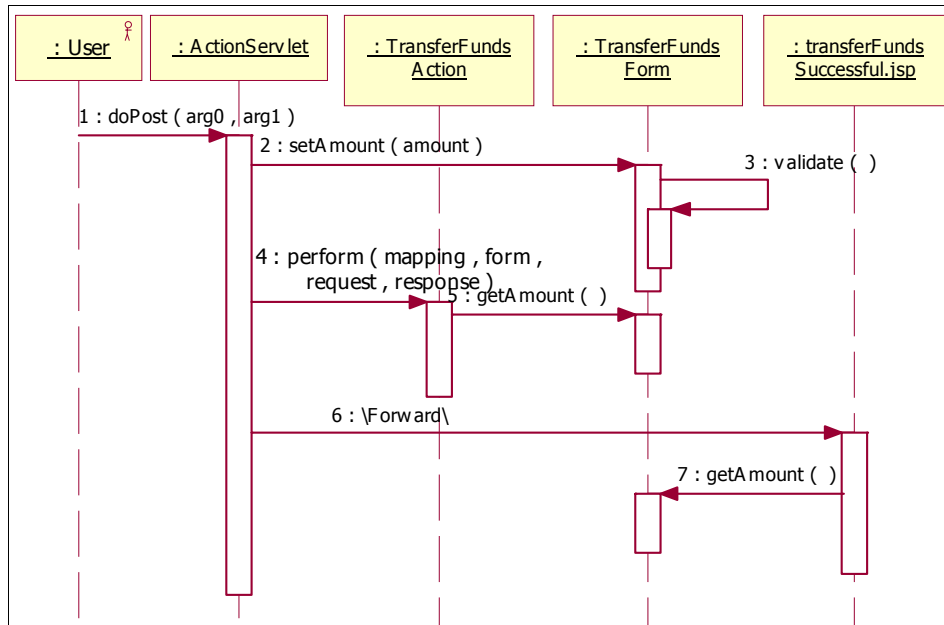 : User
: ActionServlet
: TransferFunds
Action
: TransferFunds
Form
: transferFunds
Successful.jsp
1 : doPost ( arg0 , arg1 )
2 : setAmount ( amount )
3 : validate ( )
4 : perform ( mapping , form ,
request , response )
5 : getAmount ( )
6 : \Forward\
7 : getAmount ( )